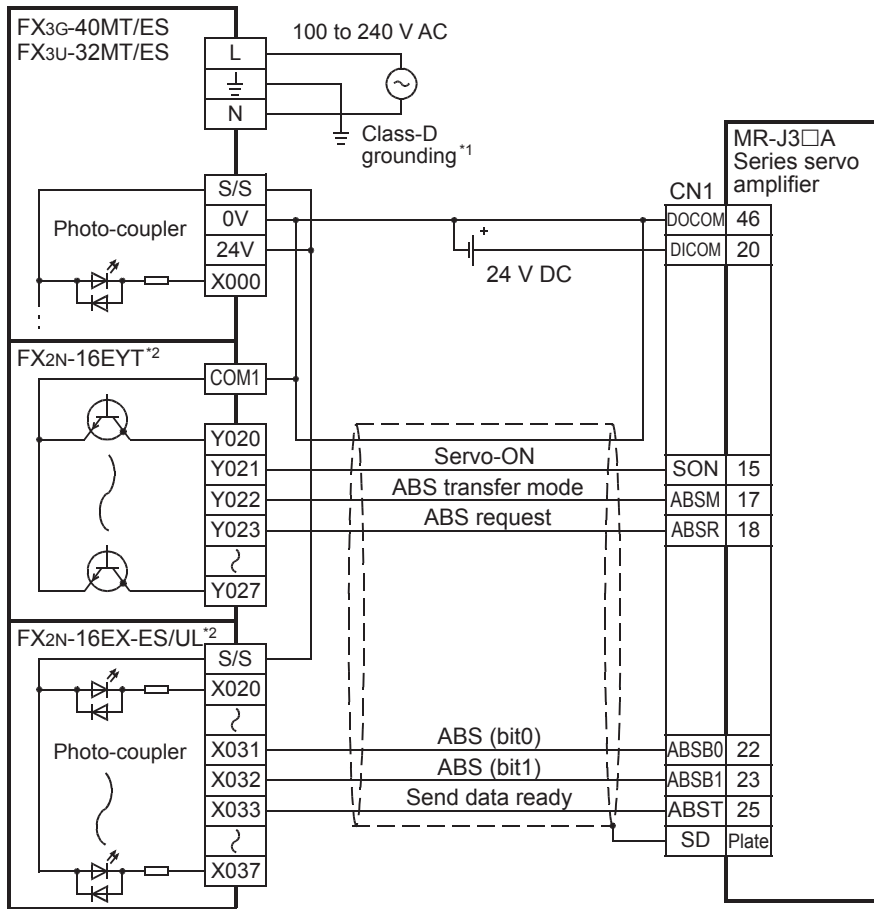 FX3G-40MT/ES
FX3U-32MT/ES
L
N
100 to 240 V AC
Class-D
grounding*1
S/S
0V
24V
X000
Photo-coupler
24 V DC
MR-J3□A
Series servo
amplifier
CN1
DOCOM 46
DICOM 20
FX2N-16EYT*2
COM1
Y020
Y021 Servo-ON SON 15
Y022 ABS transfer mode ABSM 17
Y023 ABS request ABSR 18
Y027
FX2N-16EX-ES/UL*2
S/S
X020
Photo-coupler
X031 ABS (bit0) ABSB0 22
X032 ABS (bit1) ABSB1 23
X033 Send data ready ABST 25
SD Plate
X037